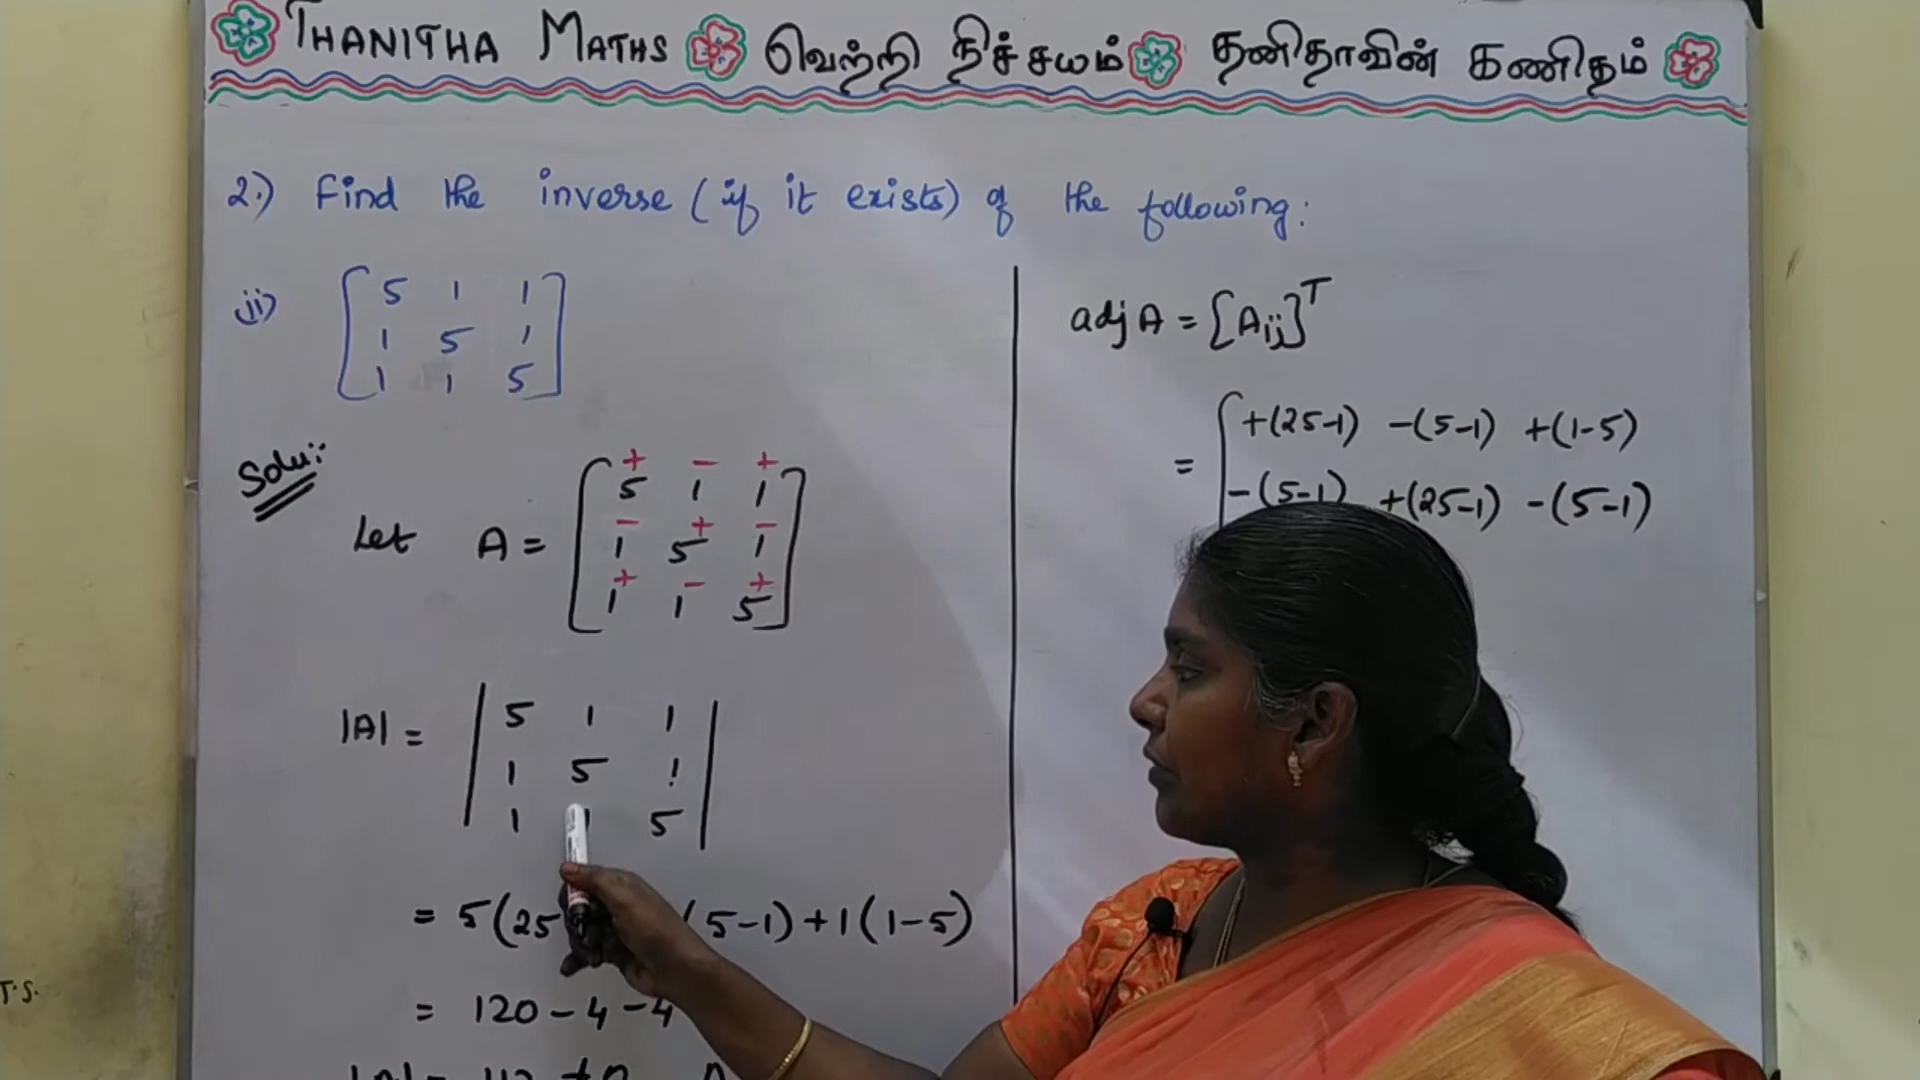 THANITHA MATHS வெற்றி நிச்சயம் தனிதாவின் கணிதம்
2.) Find the inverse (if it exists) of the following:
ii) [ 5 1 1
1 5 1
1 1 5 ]
Solu:
Let A = [ + - +
5 1 1
- + -
1 5 1
+ - +
1 1 5 ]
|A| = | 5 1 1
1 5 1
1 1 5 |
= 5(25 (5-1)+1(1-5)
= 120-4-4
|A| = 112 ≠0
adj A = [Aij]T
= [ +(25-1) -(5-1) +(1-5)
-(5-1) +(25-1) -(5-1)
T.S.